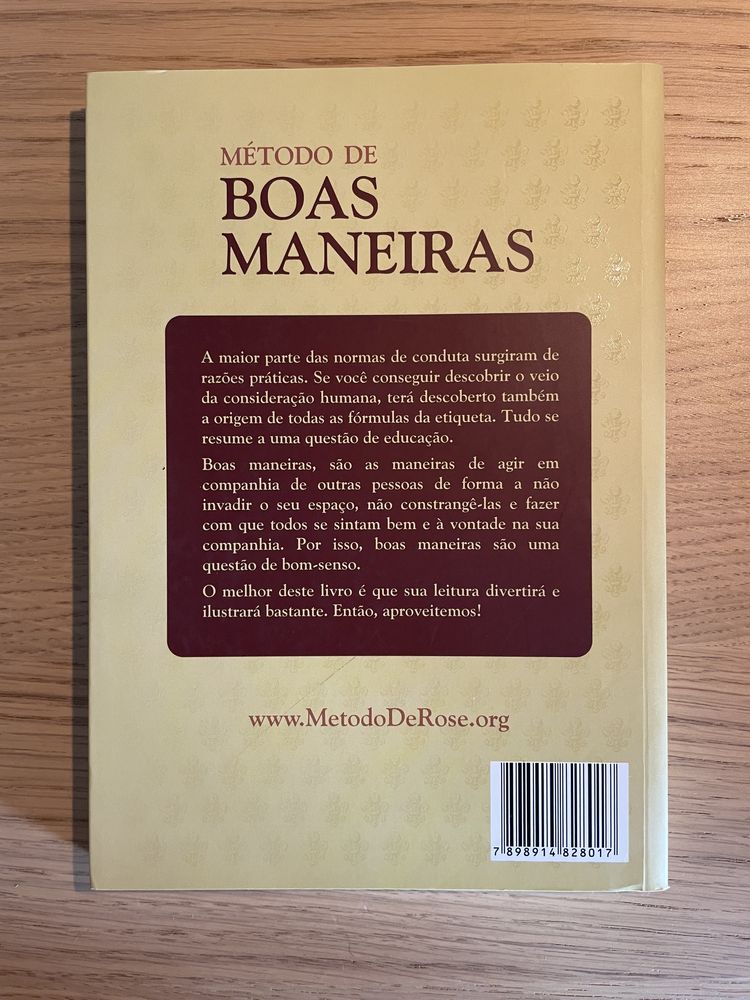 MÉTODO DE
BOAS
MANEIRAS
A maior parte das normas de conduta surgiram de
razões práticas. Se você conseguir descobrir o veio
da consideração humana, terá descoberto também
a origem de todas as fórmulas da etiqueta. Tudo se
resume a uma questão de educação.
Boas maneiras, são as maneiras de agir em
companhia de outras pessoas de forma a não
invadir o seu espaço, não constrangê-las e fazer
com que todos se sintam bem e à vontade na sua
companhia. Por isso, boas maneiras são uma
questão de bom-senso.
O melhor deste livro é que sua leitura divertirá e
ilustrará bastante. Então, aproveitemos!
www.MetodoDeRose.org
7 898914 828017